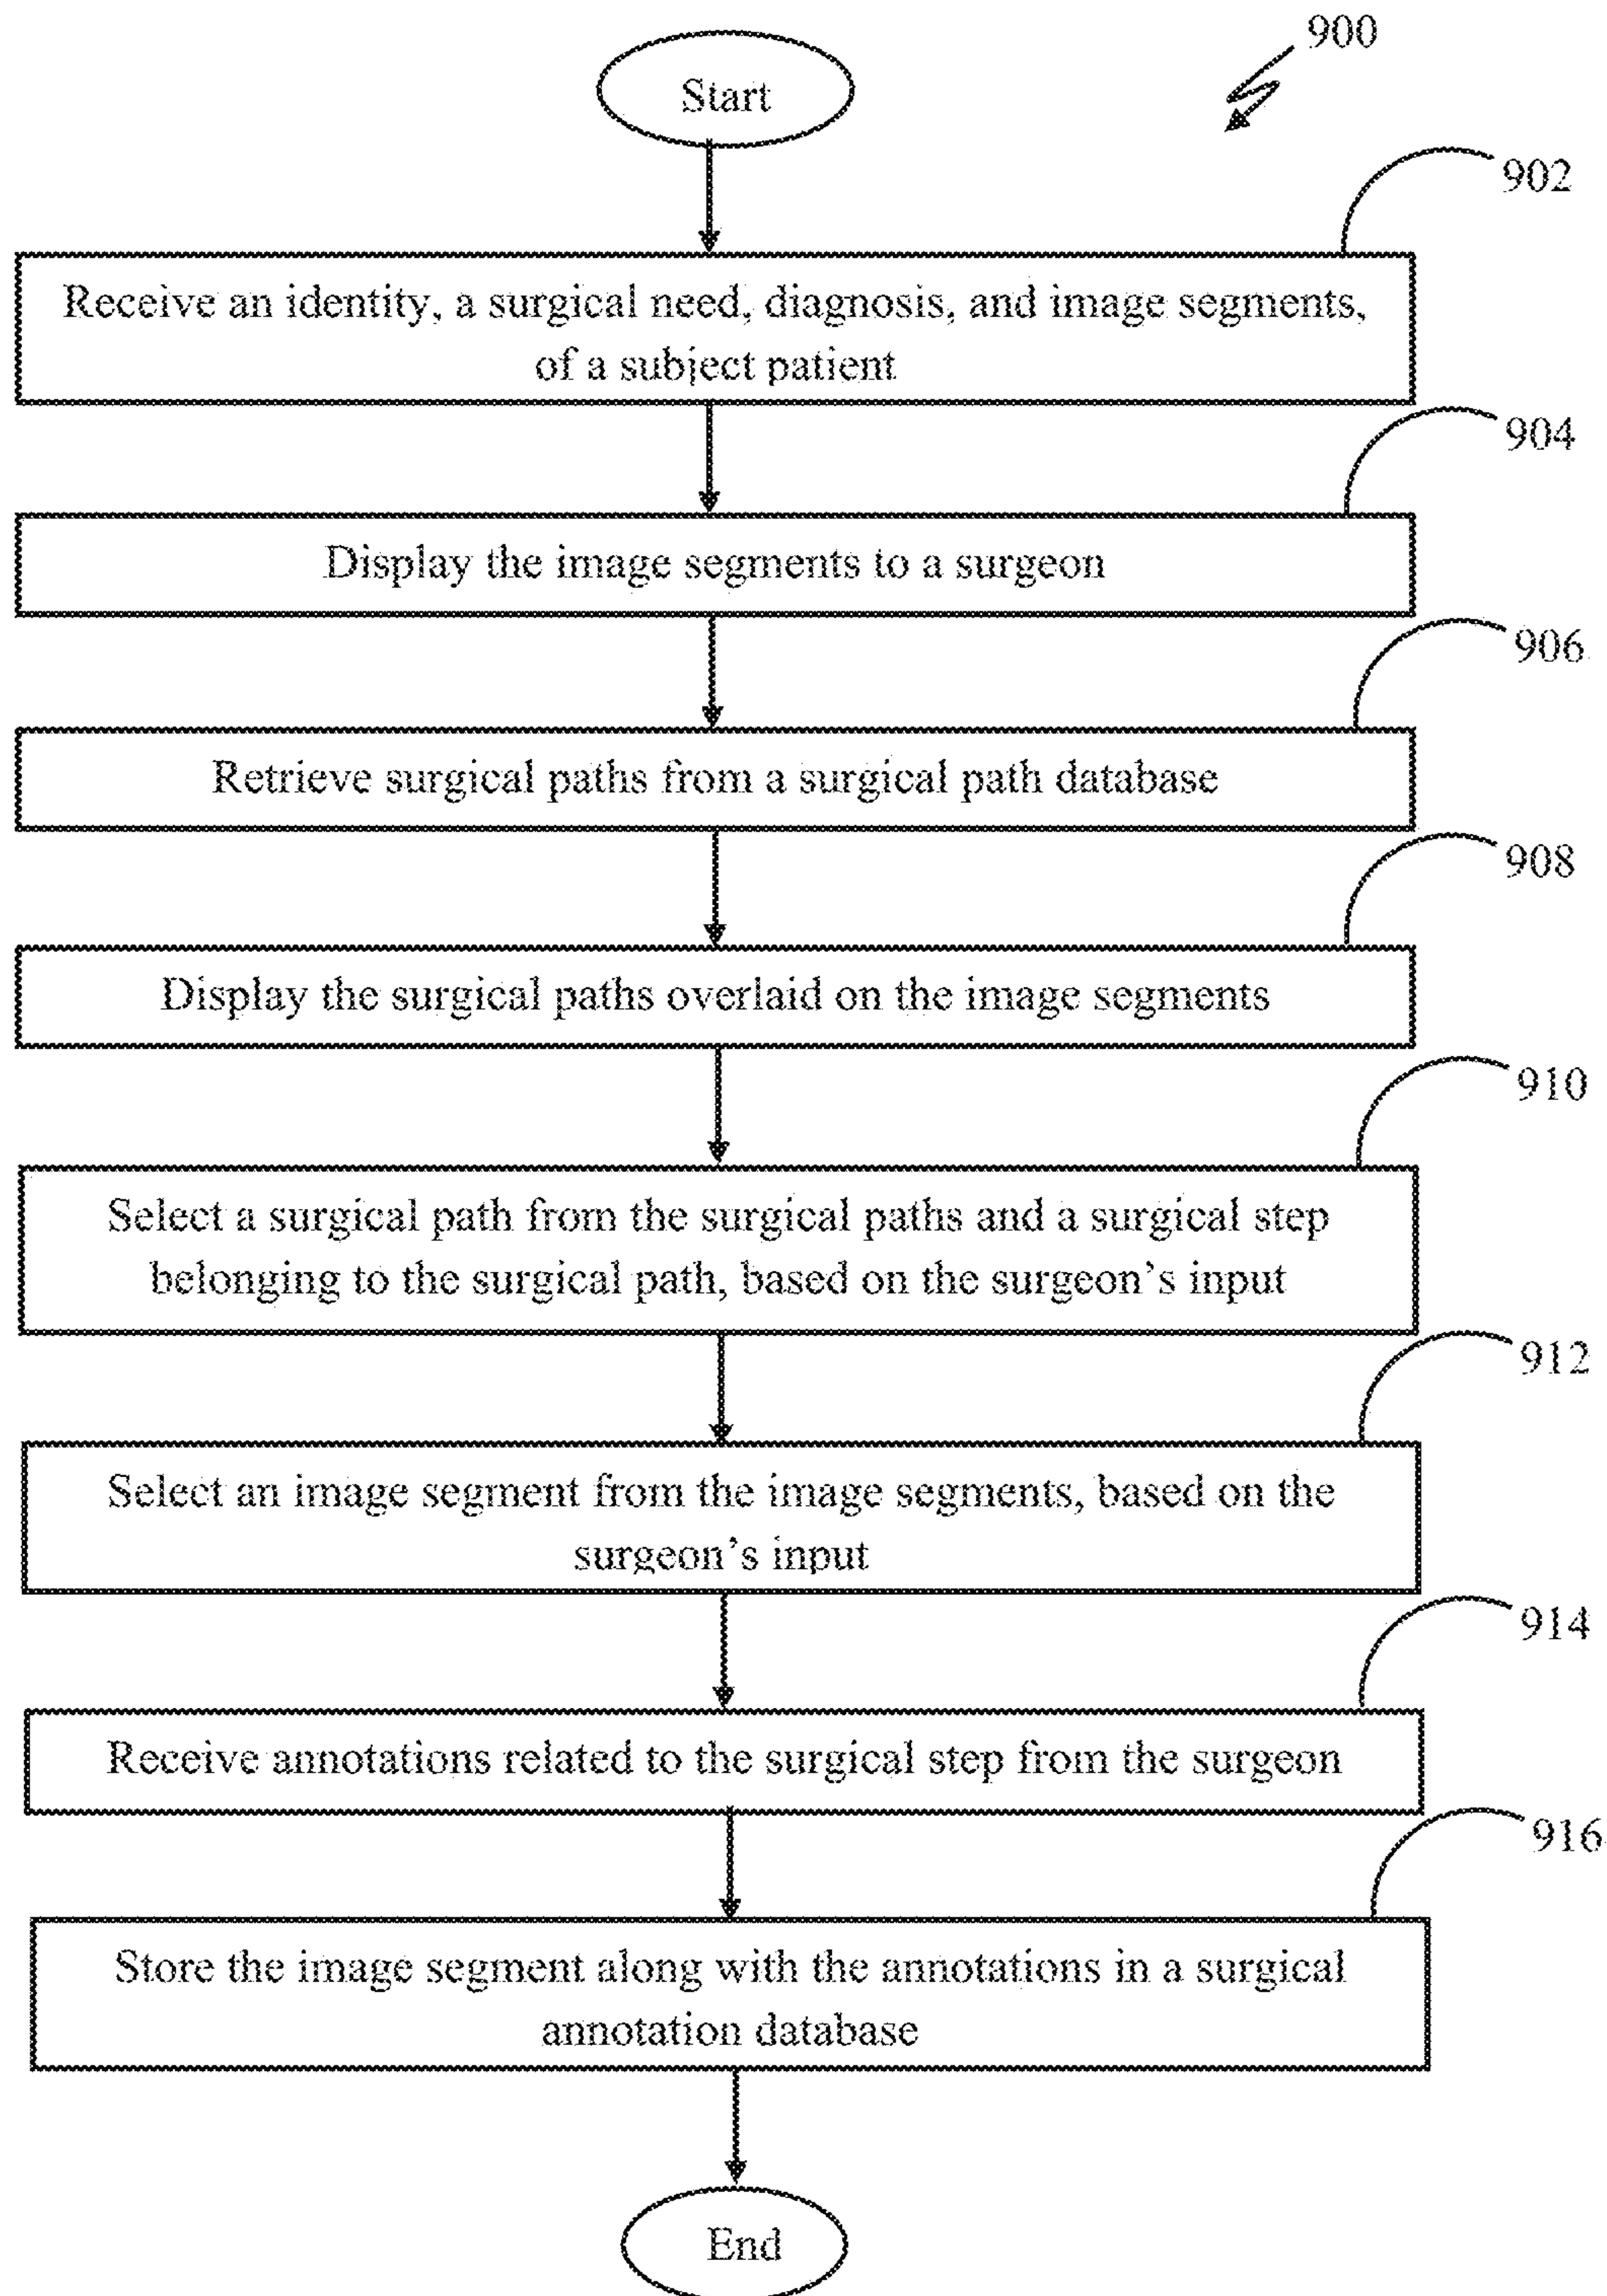 900
Start
902
Receive an identity, a surgical need, diagnosis, and image segments,
of a subject patient
904
Display the image segments to a surgeon
906
Retrieve surgical paths from a surgical path database
908
Display the surgical paths overlaid on the image segments
910
Select a surgical path from the surgical paths and a surgical step
belonging to the surgical path, based on the surgeon's input
912
Select an image segment from the image segments, based on the
surgeon's input
914
Receive annotations related to the surgical step from the surgeon
916
Store the image segment along with the annotations in a surgical
annotation database
End